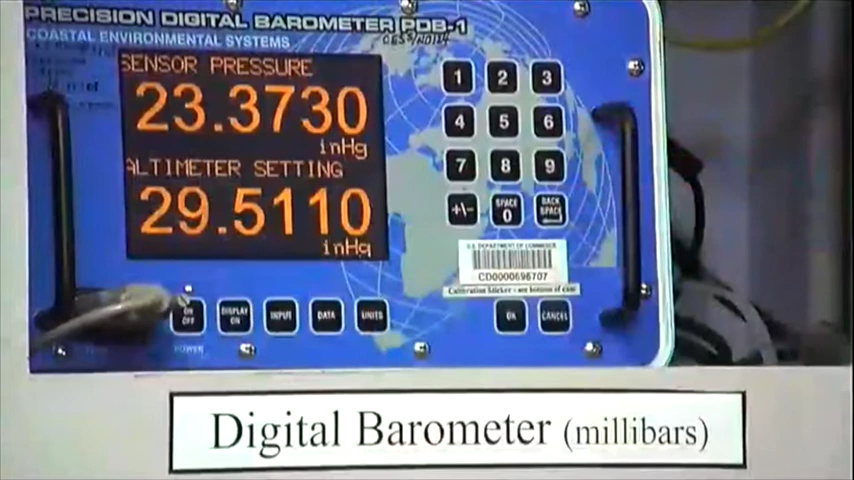 PRECISION DIGITAL BAROMETER PDB-1
COASTAL ENVIRONMENTAL SYSTEMS
SENSOR PRESSURE
23.3730
inHg
ALTIMETER SETTING
29.5110
inHg
1 2 3
4 5 6
7 8 9
+\- SPACE 0 BACK SPACE
U.S. DEPARTMENT OF COMMERCE
CD0000696707
Calibration Sticker - see bottom of case
ON OFF DISPLAY ON INPUT DATA UNITS OK CANCEL
POWER
Digital Barometer (millibars)